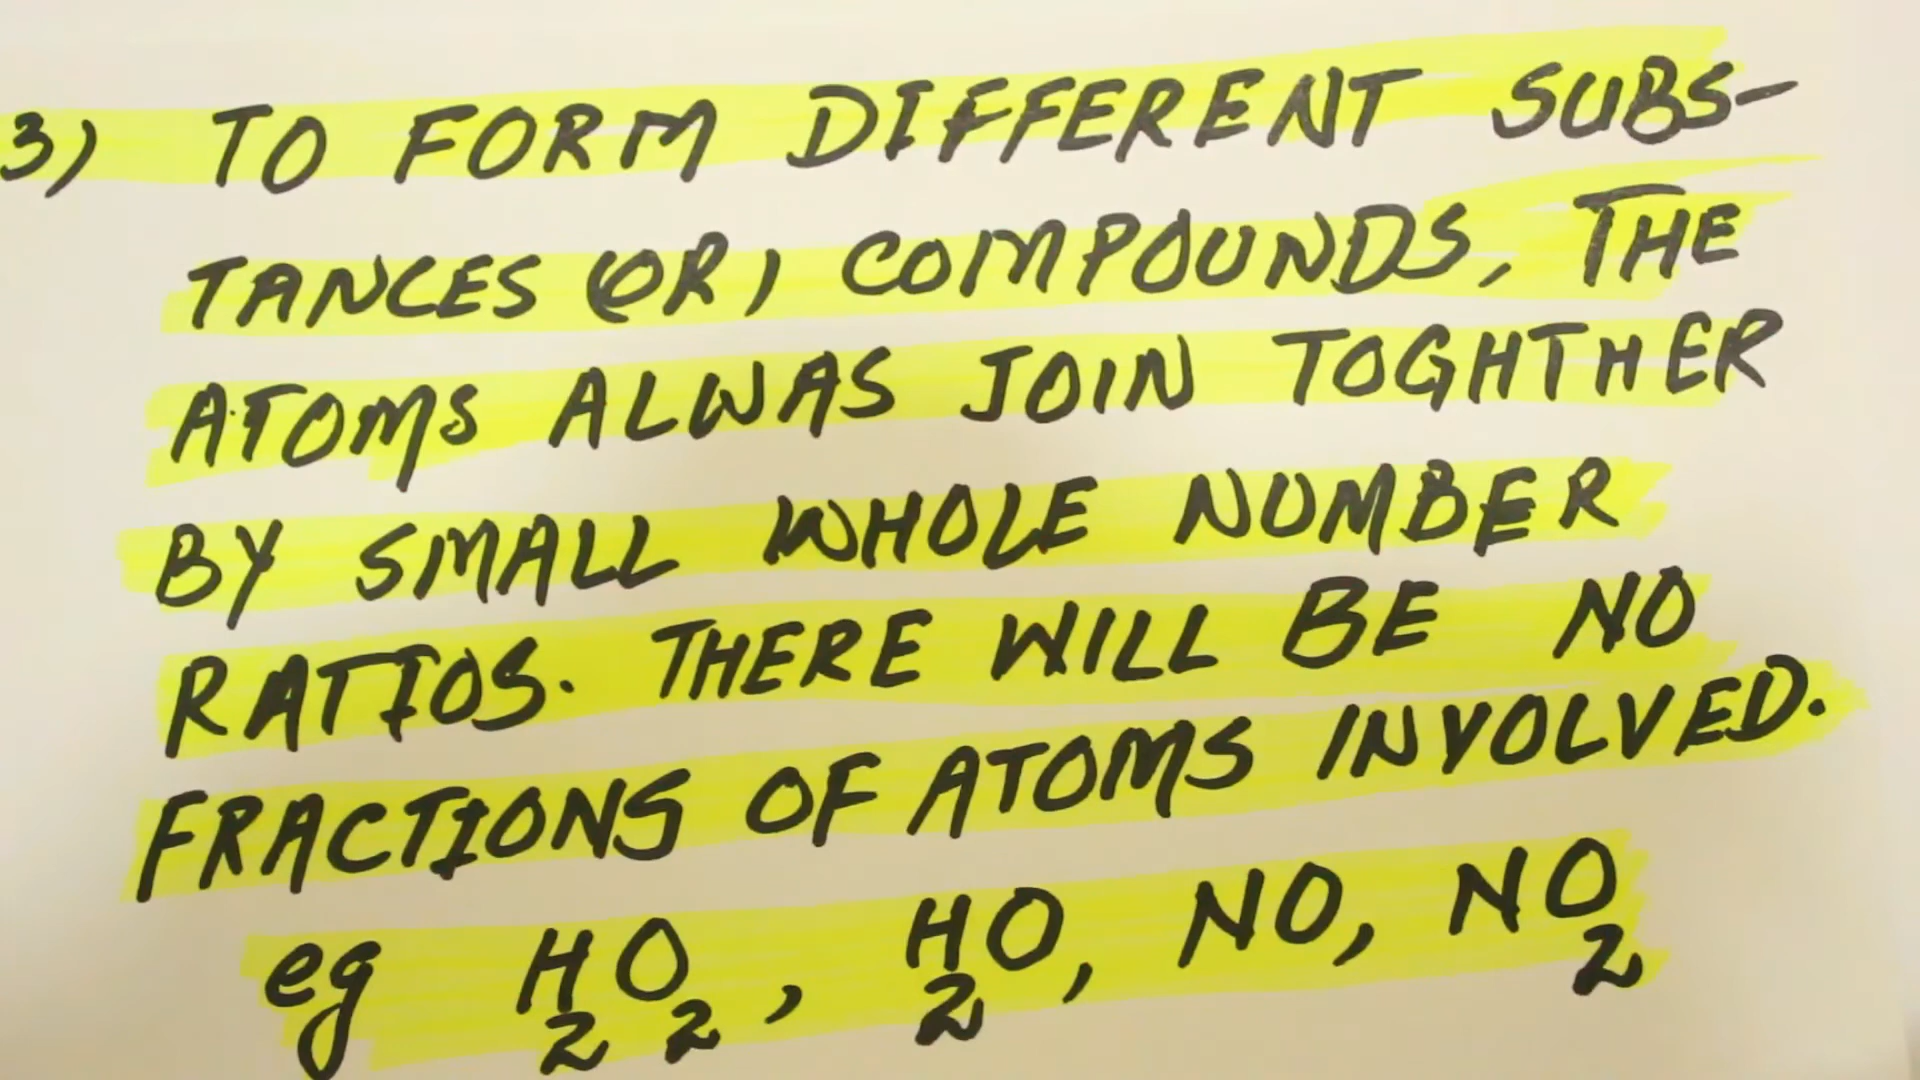 3) TO FORM DIFFERENT SUBS-
TANCES (OR) COMPOUNDS, THE
ATOMS ALWAS JOIN TOGHTHER
BY SMALL WHOLE NUMBER
RATIOS. THERE WILL BE NO
FRACTIONS OF ATOMS INVOLVED.
eg H₂O₂, H₂O, NO, NO₂